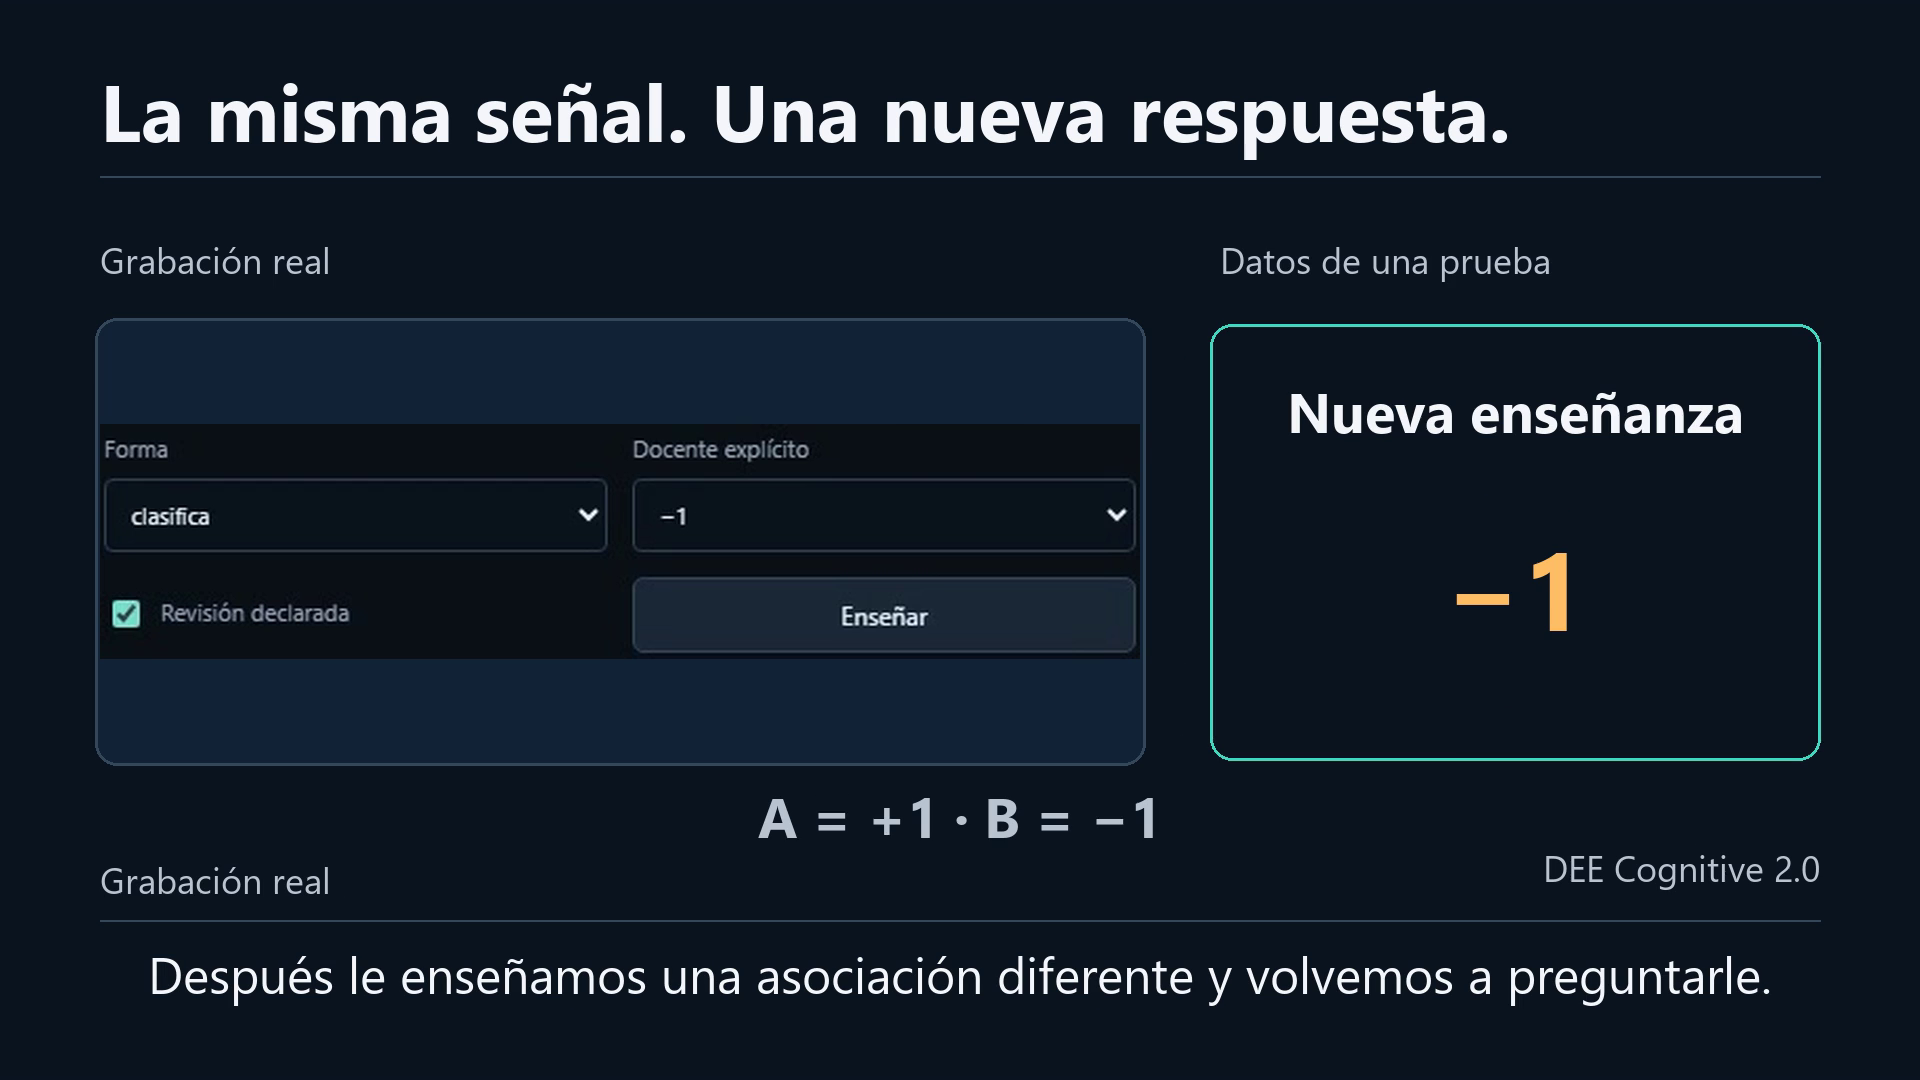 La misma señal. Una nueva respuesta.
Grabación real
Datos de una prueba
Forma
Docente explícito
clasifica
−1
Revisión declarada
Enseñar
Nueva enseñanza
−1
A = +1 · B = −1
Grabación real
DEE Cognitive 2.0
Después le enseñamos una asociación diferente y volvemos a preguntarle.